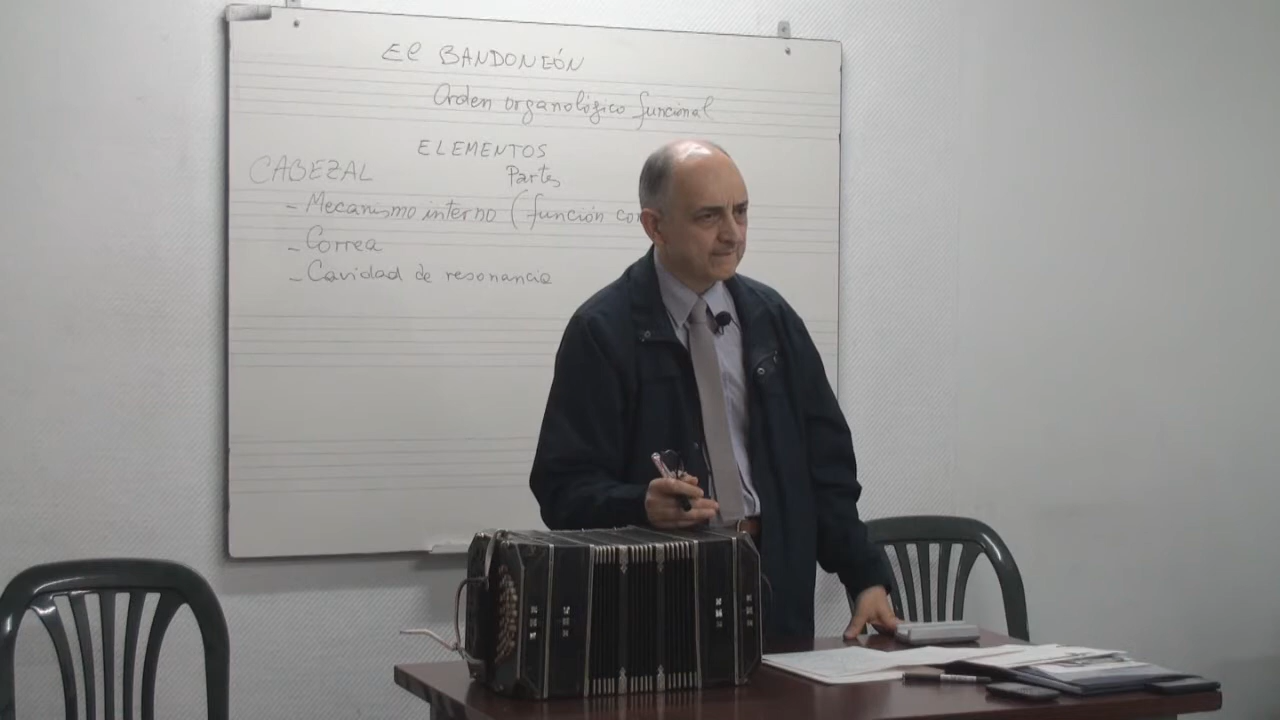 El BANDONEÓN
Orden organológico funcional
ELEMENTOS
CABEZAL
Partes
- Mecanismo interno (función
- Correa
- Cavidad de resonancia